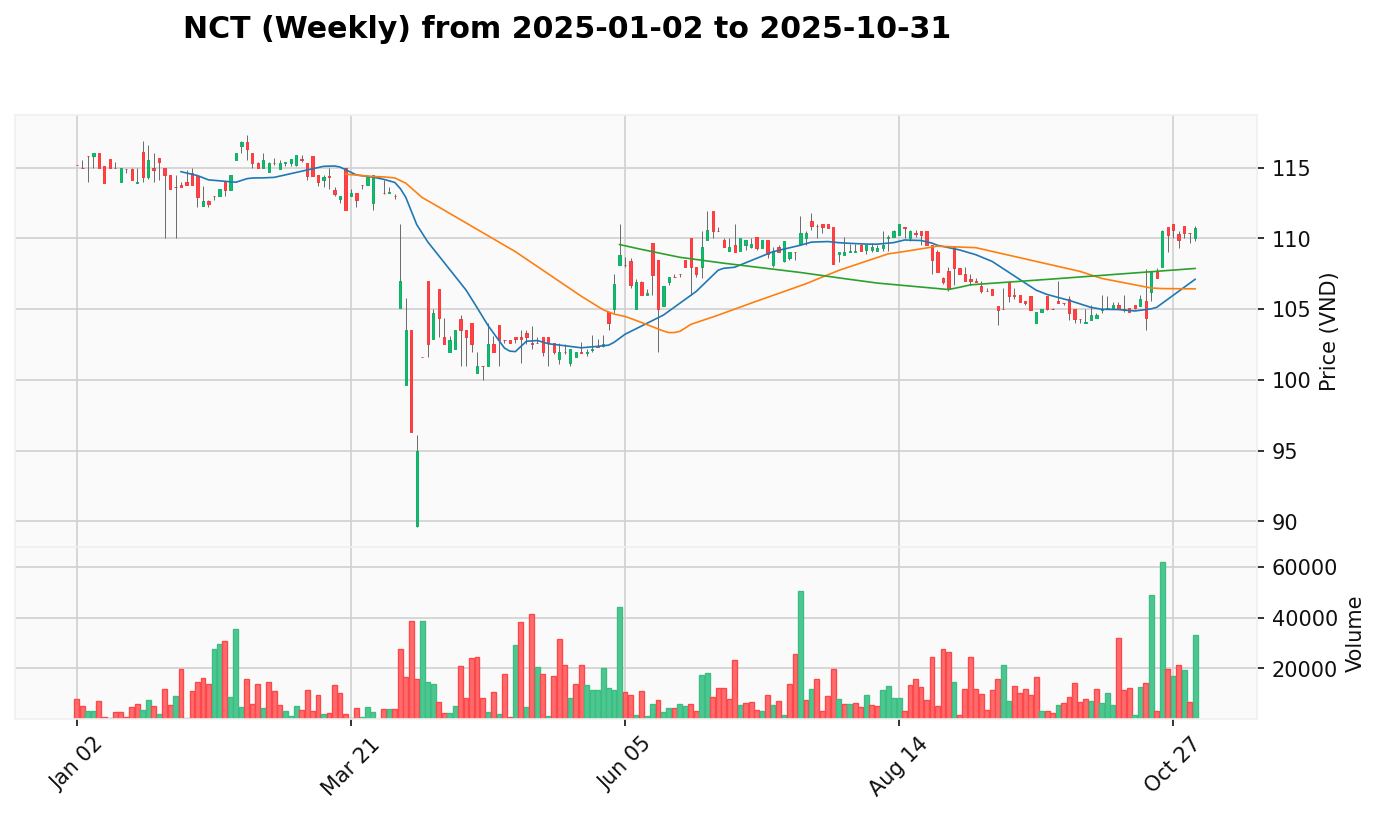 NCT (Weekly) from 2025-01-02 to 2025-10-31
115
110
105
100
95
90
Price (VND)
60000
40000
20000
Volume
Jan 02
Mar 21
Jun 05
Aug 14
Oct 27